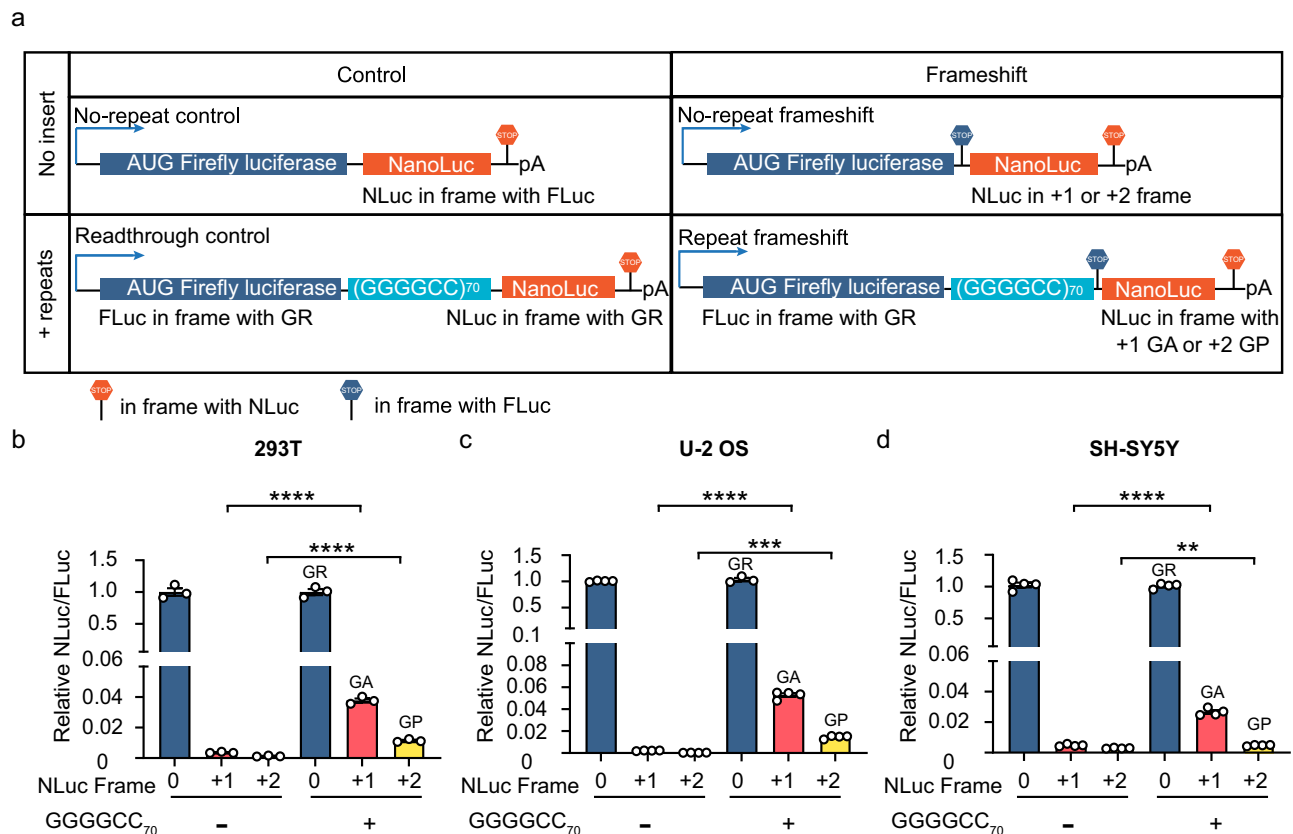 a
Control
Frameshift
No insert
No-repeat control
AUG Firefly luciferase
NanoLuc
STOP
pA
NLuc in frame with FLuc
No-repeat frameshift
AUG Firefly luciferase
STOP
NanoLuc
STOP
pA
NLuc in +1 or +2 frame
+ repeats
Readthrough control
AUG Firefly luciferase
(GGGGCC)70
NanoLuc
STOP
pA
FLuc in frame with GR
NLuc in frame with GR
Repeat frameshift
AUG Firefly luciferase
(GGGGCC)70
STOP
NanoLuc
STOP
pA
FLuc in frame with GR
NLuc in frame with
+1 GA or +2 GP
STOP in frame with NLuc
STOP in frame with FLuc
b
293T
****
****
Relative NLuc/FLuc
1.5
1.0
0.5
0.06
0.04
0.02
0
GR
GA
GP
NLuc Frame 0 +1 +2 0 +1 +2
GGGGCC70 - +
c
U-2 OS
****
***
Relative NLuc/FLuc
1.5
1.0
0.5
0.1
0.08
0.06
0.04
0.02
0
GR
GA
GP
0 +1 +2 0 +1 +2
- +
d
SH-SY5Y
****
**
Relative NLuc/FLuc
1.5
1.0
0.5
0.06
0.04
0.02
0
GR
GA
GP
0 +1 +2 0 +1 +2
- +